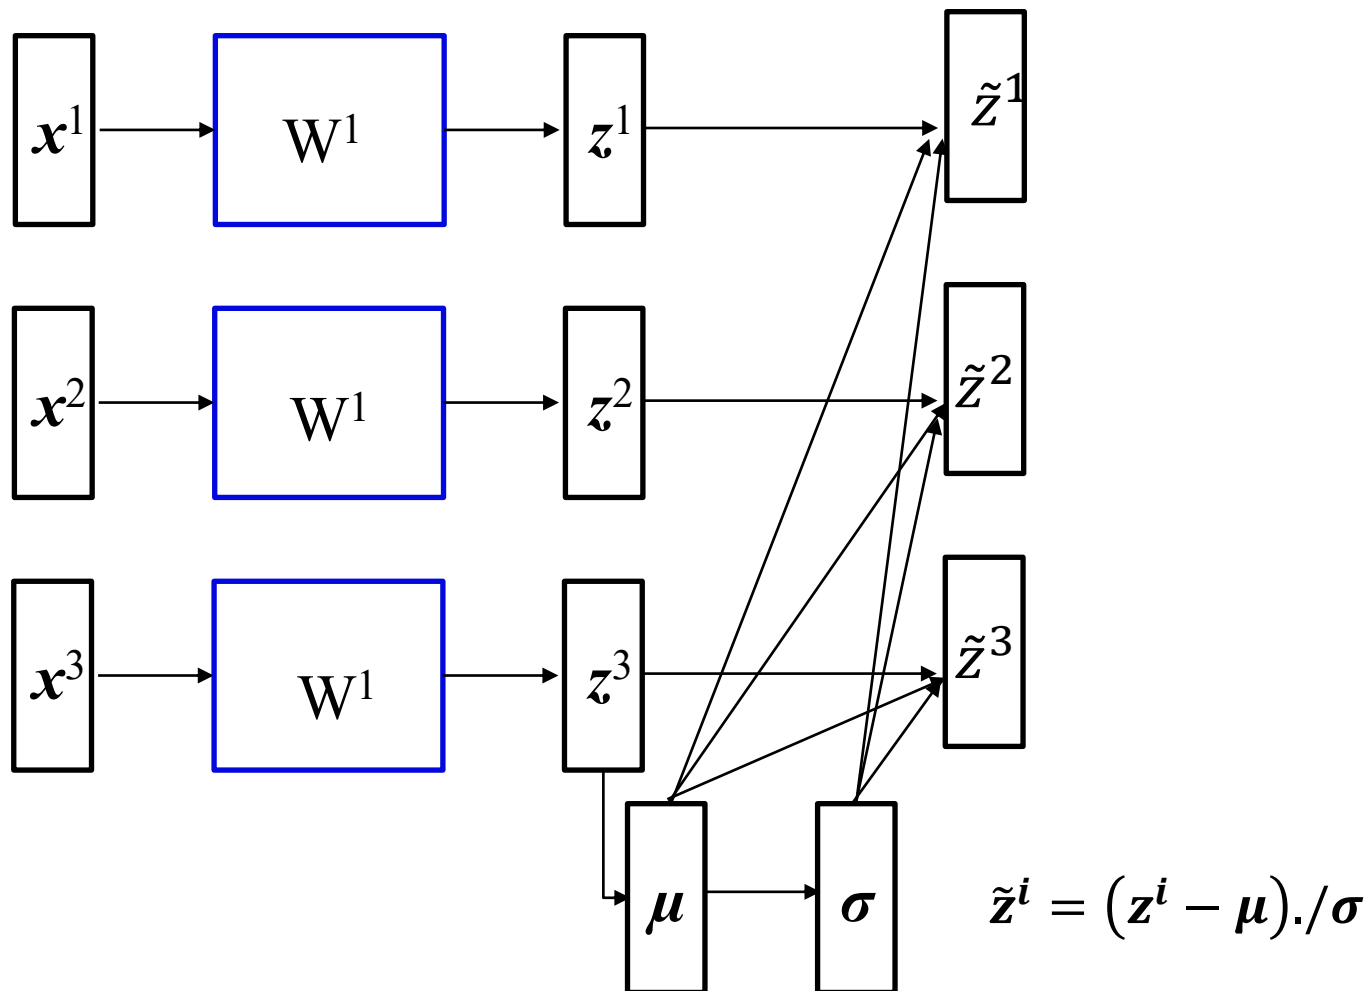 x¹ W¹ z¹ z̃¹
x² W¹ z² z̃²
x³ W¹ z³ z̃³
μ σ z̃ⁱ = (zⁱ − μ)./σ